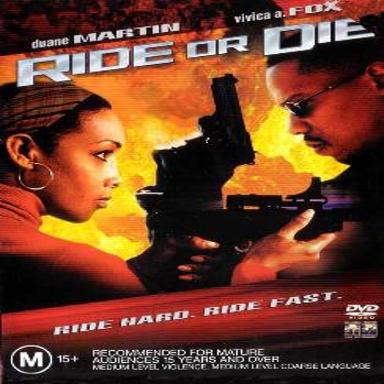 duane MARTIN vivica a. FOX
RIDE OR DIE
RIDE HARD. RIDE FAST.
DVD
VIDEO
M 15+
RECOMMENDED FOR MATURE
AUDIENCES 15 YEARS AND OVER
MEDIUM LEVEL VIOLENCE, MEDIUM LEVEL COARSE LANGUAGE